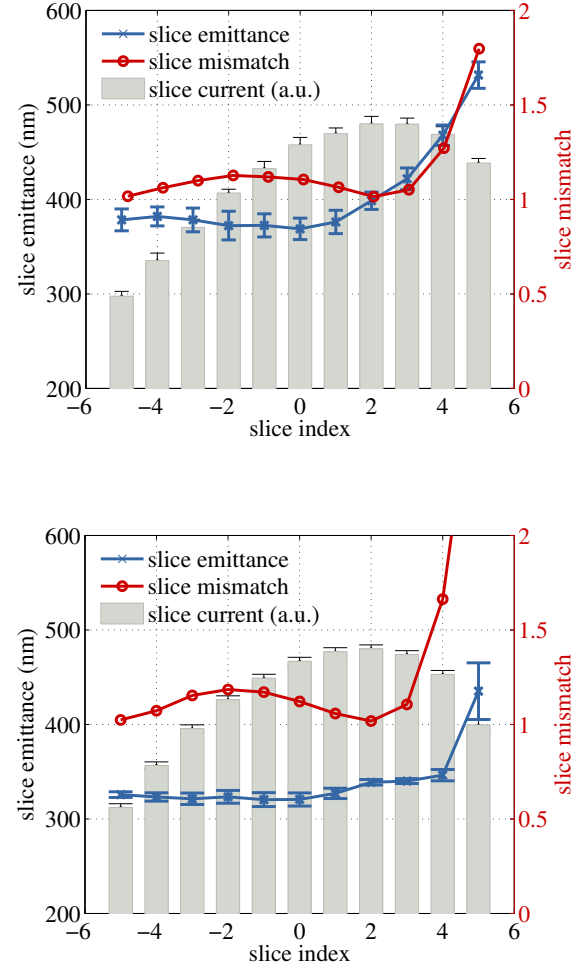 600
500
400
300
200
slice emittance (nm)
slice emittance
slice mismatch
slice current (a.u.)
2
1.5
1
0.5
0
slice mismatch
−6 −4 −2 0 2 4 6
slice index
600
500
400
300
200
slice emittance (nm)
slice emittance
slice mismatch
slice current (a.u.)
2
1.5
1
0.5
0
slice mismatch
−6 −4 −2 0 2 4 6
slice index